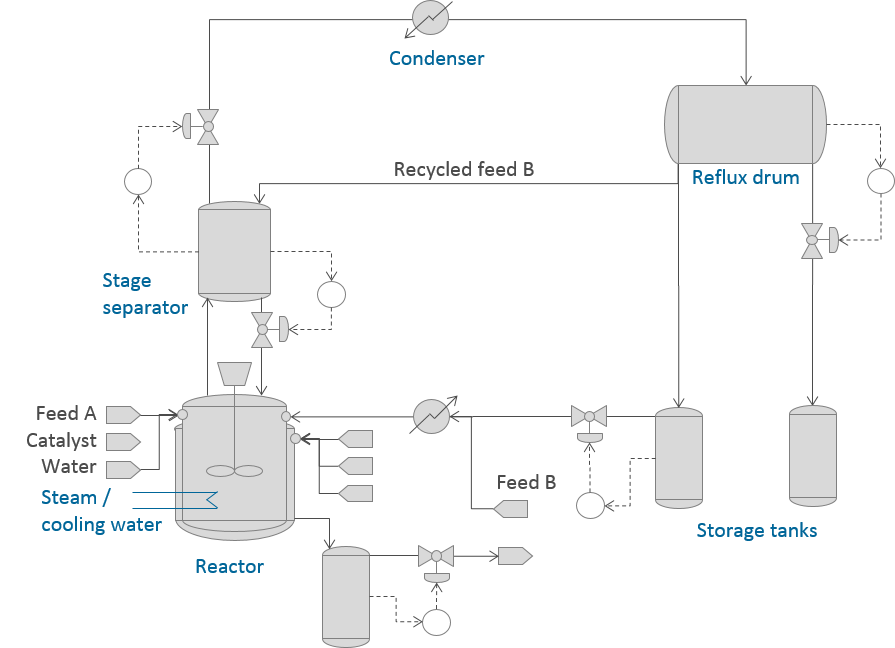 Condenser
Recycled feed B
Reflux drum
Stage
separator
Feed A
Catalyst
Water
Steam /
cooling water
Feed B
Storage tanks
Reactor